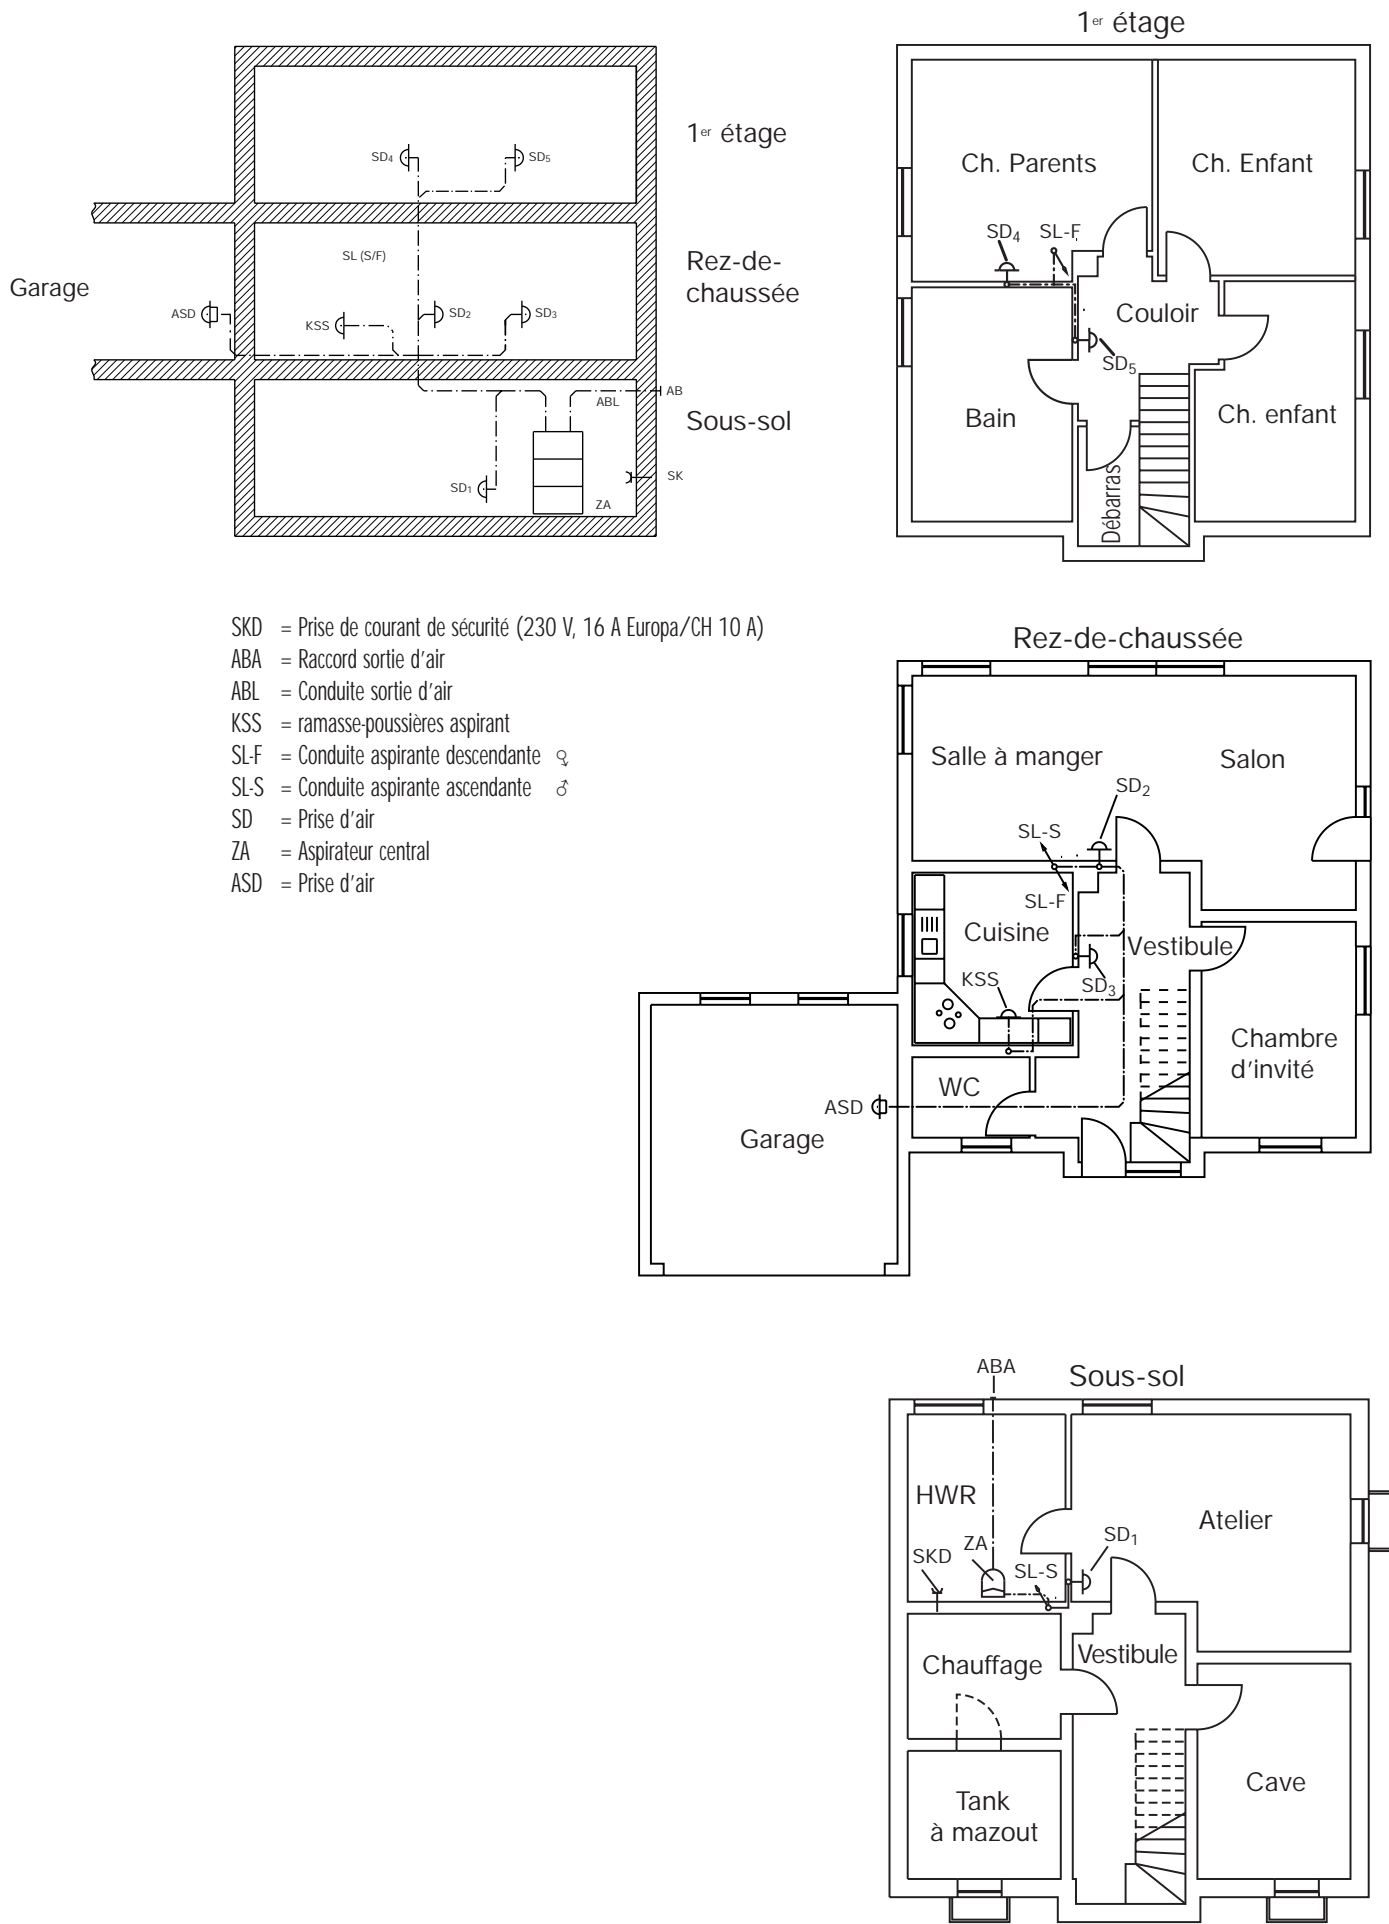 1er étage
1er étage
SD4
SD5
Ch. Parents
Ch. Enfant
SD4
SL-F
SL (S/F)
Rez-de-
chaussée
Garage
ASD
KSS
SD2
SD3
Couloir
SD5
ABL
AB
Sous-sol
Bain
Ch. enfant
SD1
SK
ZA
Débarras
SKD = Prise de courant de sécurité (230 V, 16 A Europa/CH 10 A)
ABA = Raccord sortie d'air
ABL = Conduite sortie d'air
KSS = ramasse-poussières aspirant
SL-F = Conduite aspirante descendante ♀
SL-S = Conduite aspirante ascendante ♂
SD = Prise d'air
ZA = Aspirateur central
ASD = Prise d'air
Rez-de-chaussée
Salle à manger
Salon
SD2
SL-S
SL-F
Cuisine
Vestibule
KSS
SD3
Chambre
d'invité
WC
ASD
Garage
ABA
Sous-sol
HWR
Atelier
SD1
ZA
SKD
SL-S
Chauffage
Vestibule
Cave
Tank
à mazout